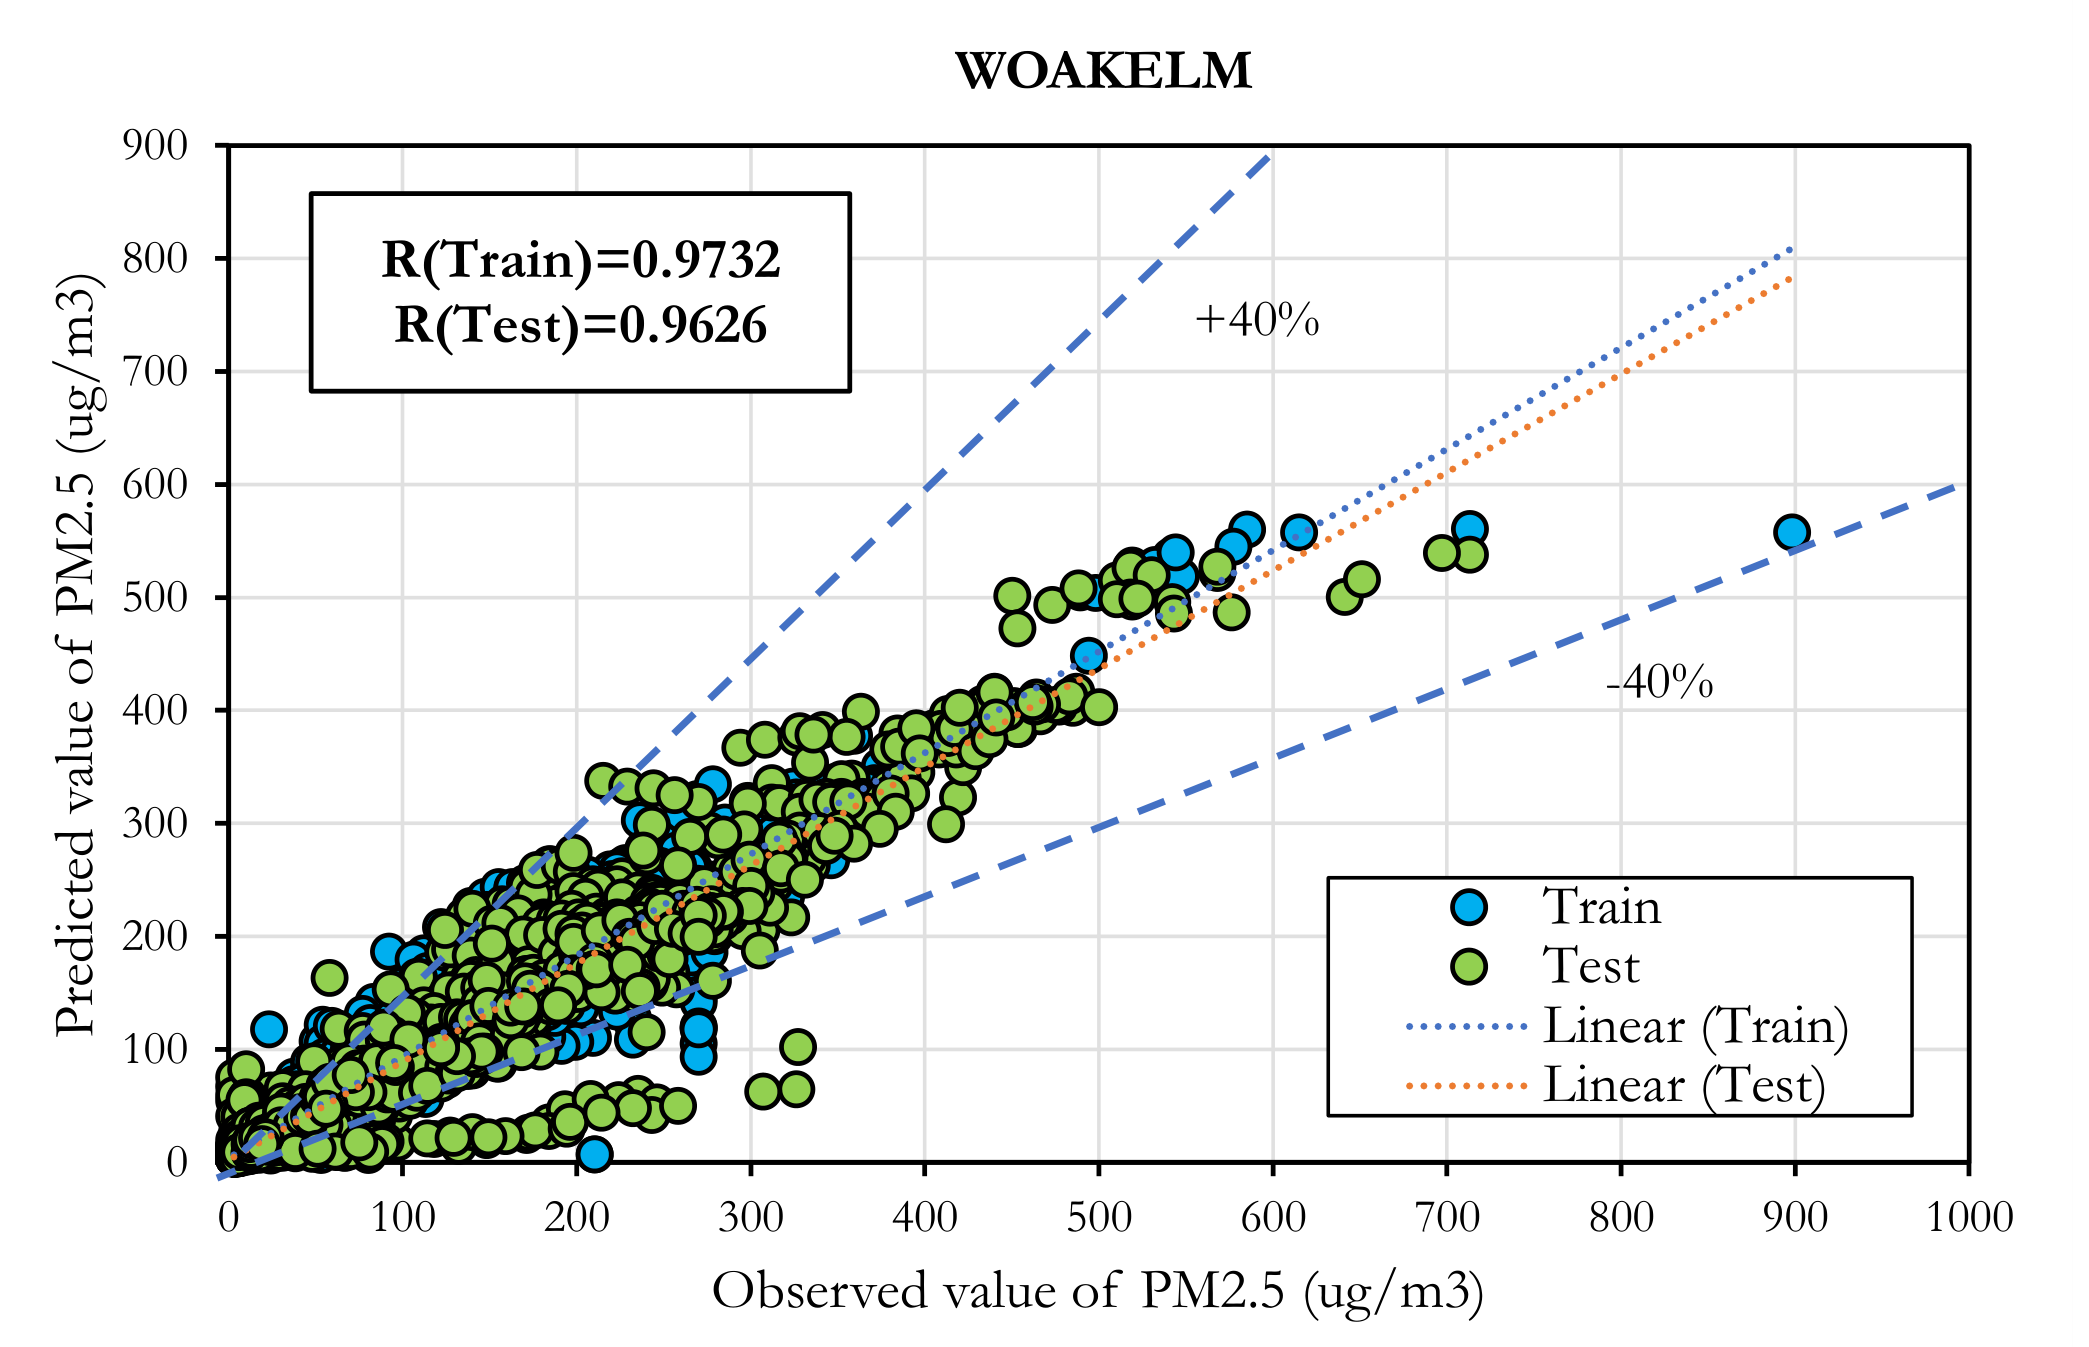 WOAKELM
900
800
700
600
500
400
300
200
100
0
Predicted value of PM2.5 (ug/m3)
R(Train)=0.9732
R(Test)=0.9626
+40%
-40%
Train
Test
Linear (Train)
Linear (Test)
0 100 200 300 400 500 600 700 800 900 1000
Observed value of PM2.5 (ug/m3)